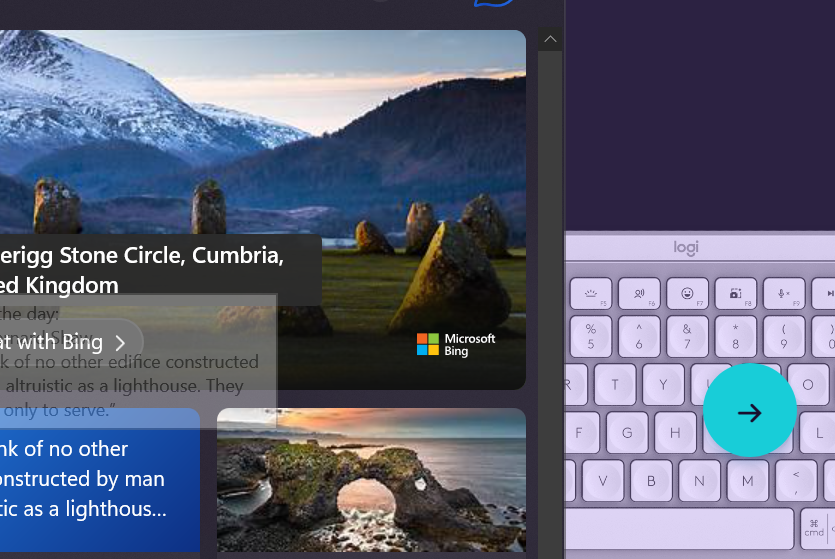 erigg Stone Circle, Cumbria,
ed Kingdom
the day:
at with Bing
k of no other edifice constructed
altruistic as a lighthouse. They
only to serve.”
Microsoft
Bing
nk of no other
onstructed by man
tic as a lighthous...
logi
F5 F6 F7 F8 F9
% ^ & * (
5 6 7 8 9 0
R T Y U O
F G H L
V B N M < ,
⌘
cmd